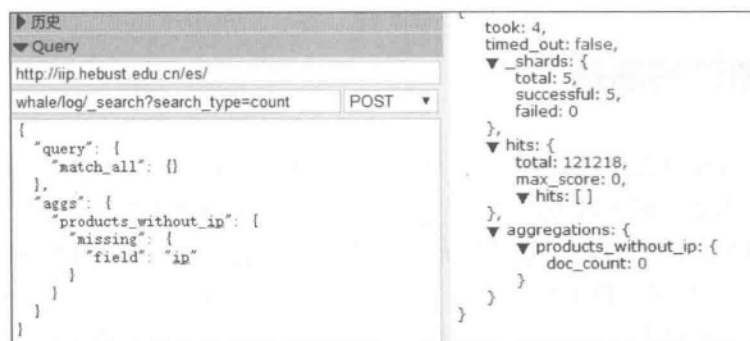 ▶ 历史
▼ Query
http://iip.hebust.edu.cn/es/
whale/log/_search?search_type=count POST ▼
{
"query": {
"match_all": {}
},
"aggs": {
"products_without_ip": {
"missing": {
"field": "ip"
}
}
}
}
{
took: 4,
timed_out: false,
▼ _shards: {
total: 5,
successful: 5,
failed: 0
},
▼ hits: {
total: 121218,
max_score: 0,
▼ hits: [ ]
},
▼ aggregations: {
▼ products_without_ip: {
doc_count: 0
}
}
}